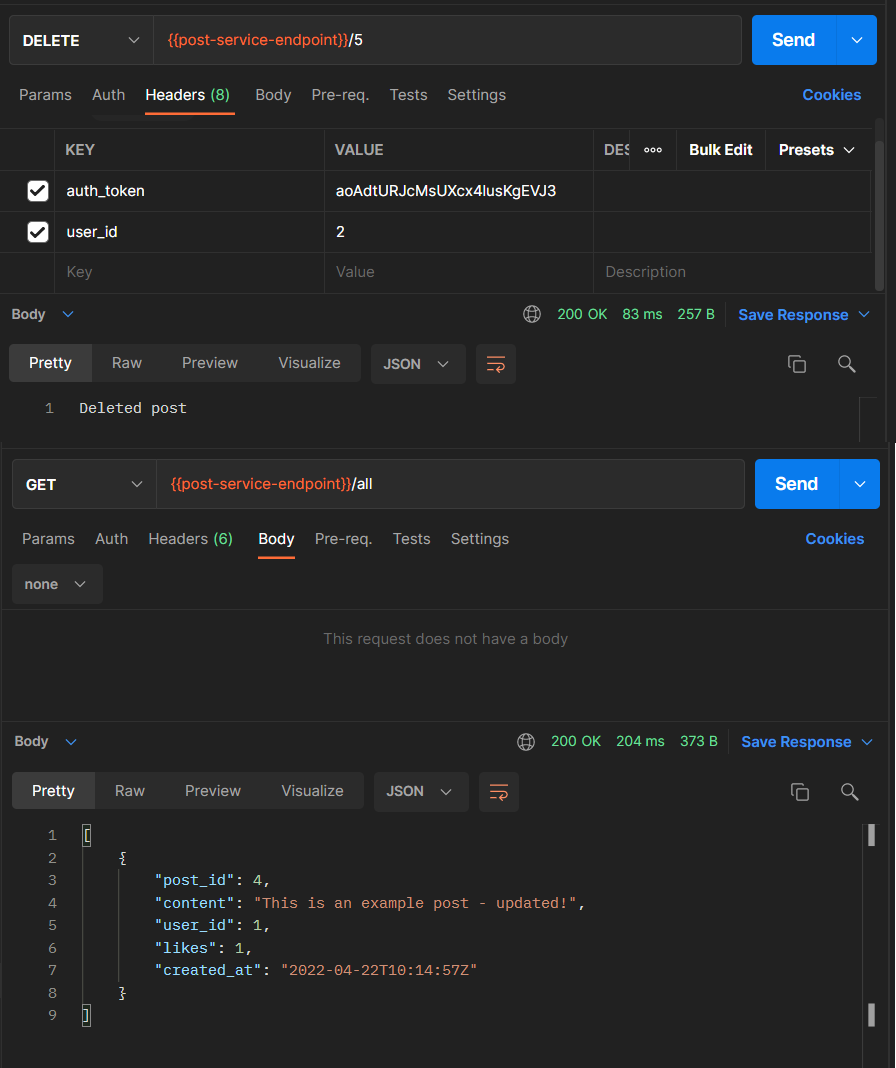 DELETE {{post-service-endpoint}}/5 Send
Params Auth Headers (8) Body Pre-req. Tests Settings Cookies
KEY VALUE DES ooo Bulk Edit Presets
auth_token aoAdtURJcMsUXcx4lusKgEVJ3
user_id 2
Key Value Description
Body 200 OK 83 ms 257 B Save Response
Pretty Raw Preview Visualize JSON
1 Deleted post
GET {{post-service-endpoint}}/all Send
Params Auth Headers (6) Body Pre-req. Tests Settings Cookies
none
This request does not have a body
Body 200 OK 204 ms 373 B Save Response
Pretty Raw Preview Visualize JSON
1 [
2 {
3 "post_id": 4,
4 "content": "This is an example post - updated!",
5 "user_id": 1,
6 "likes": 1,
7 "created_at": "2022-04-22T10:14:57Z"
8 }
9 ]